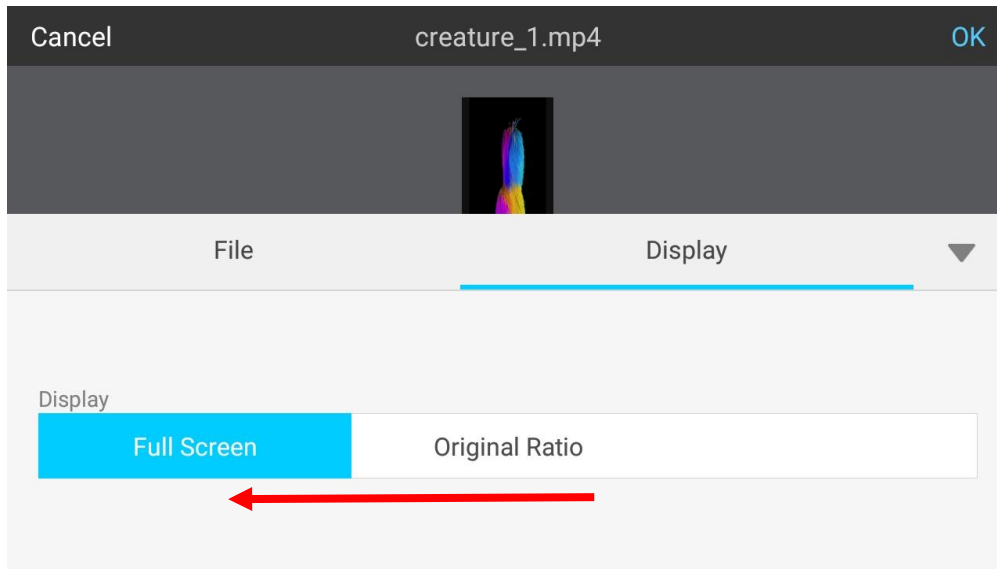 Cancel creature_1.mp4 OK
File Display
Display
Full Screen Original Ratio